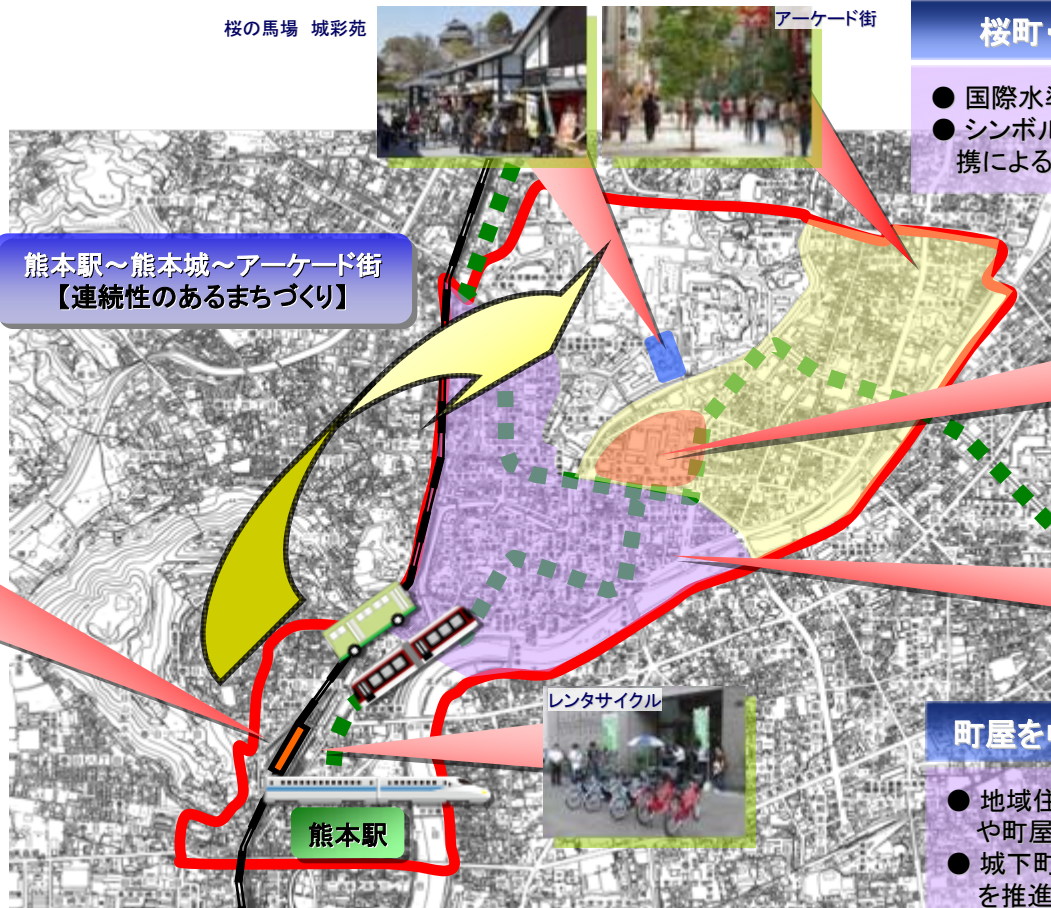 桜の馬場 城彩苑
アーケード街
桜町・
● 国際水準
● シンボル
携による
熊本駅～熊本城～アーケード街
【連続性のあるまちづくり】
レンタサイクル
熊本駅
町屋を
● 地域住
や町屋
● 城下町
を推進